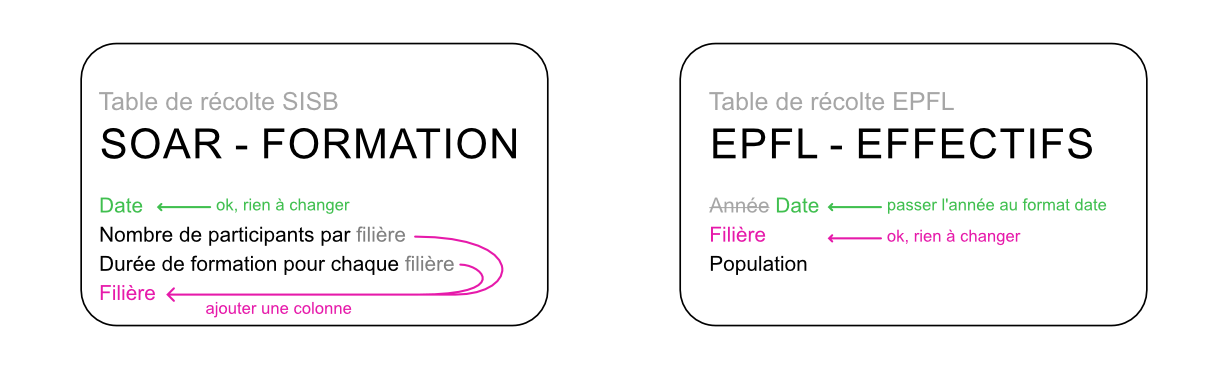 Table de récolte SISB
SOAR - FORMATION
Date ok, rien à changer
Nombre de participants par filière
Durée de formation pour chaque filière
Filière
ajouter une colonne
Table de récolte EPFL
EPFL - EFFECTIFS
Année Date passer l'année au format date
Filière ok, rien à changer
Population